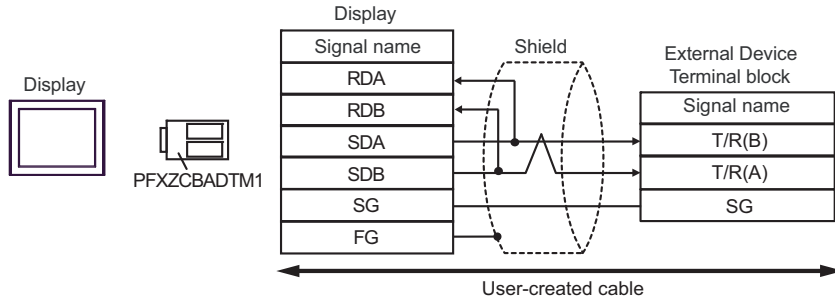 Display
PFXZCBADTM1
Display
Signal name
RDA
RDB
SDA
SDB
SG
FG
Shield
External Device
Terminal block
Signal name
T/R(B)
T/R(A)
SG
User-created cable